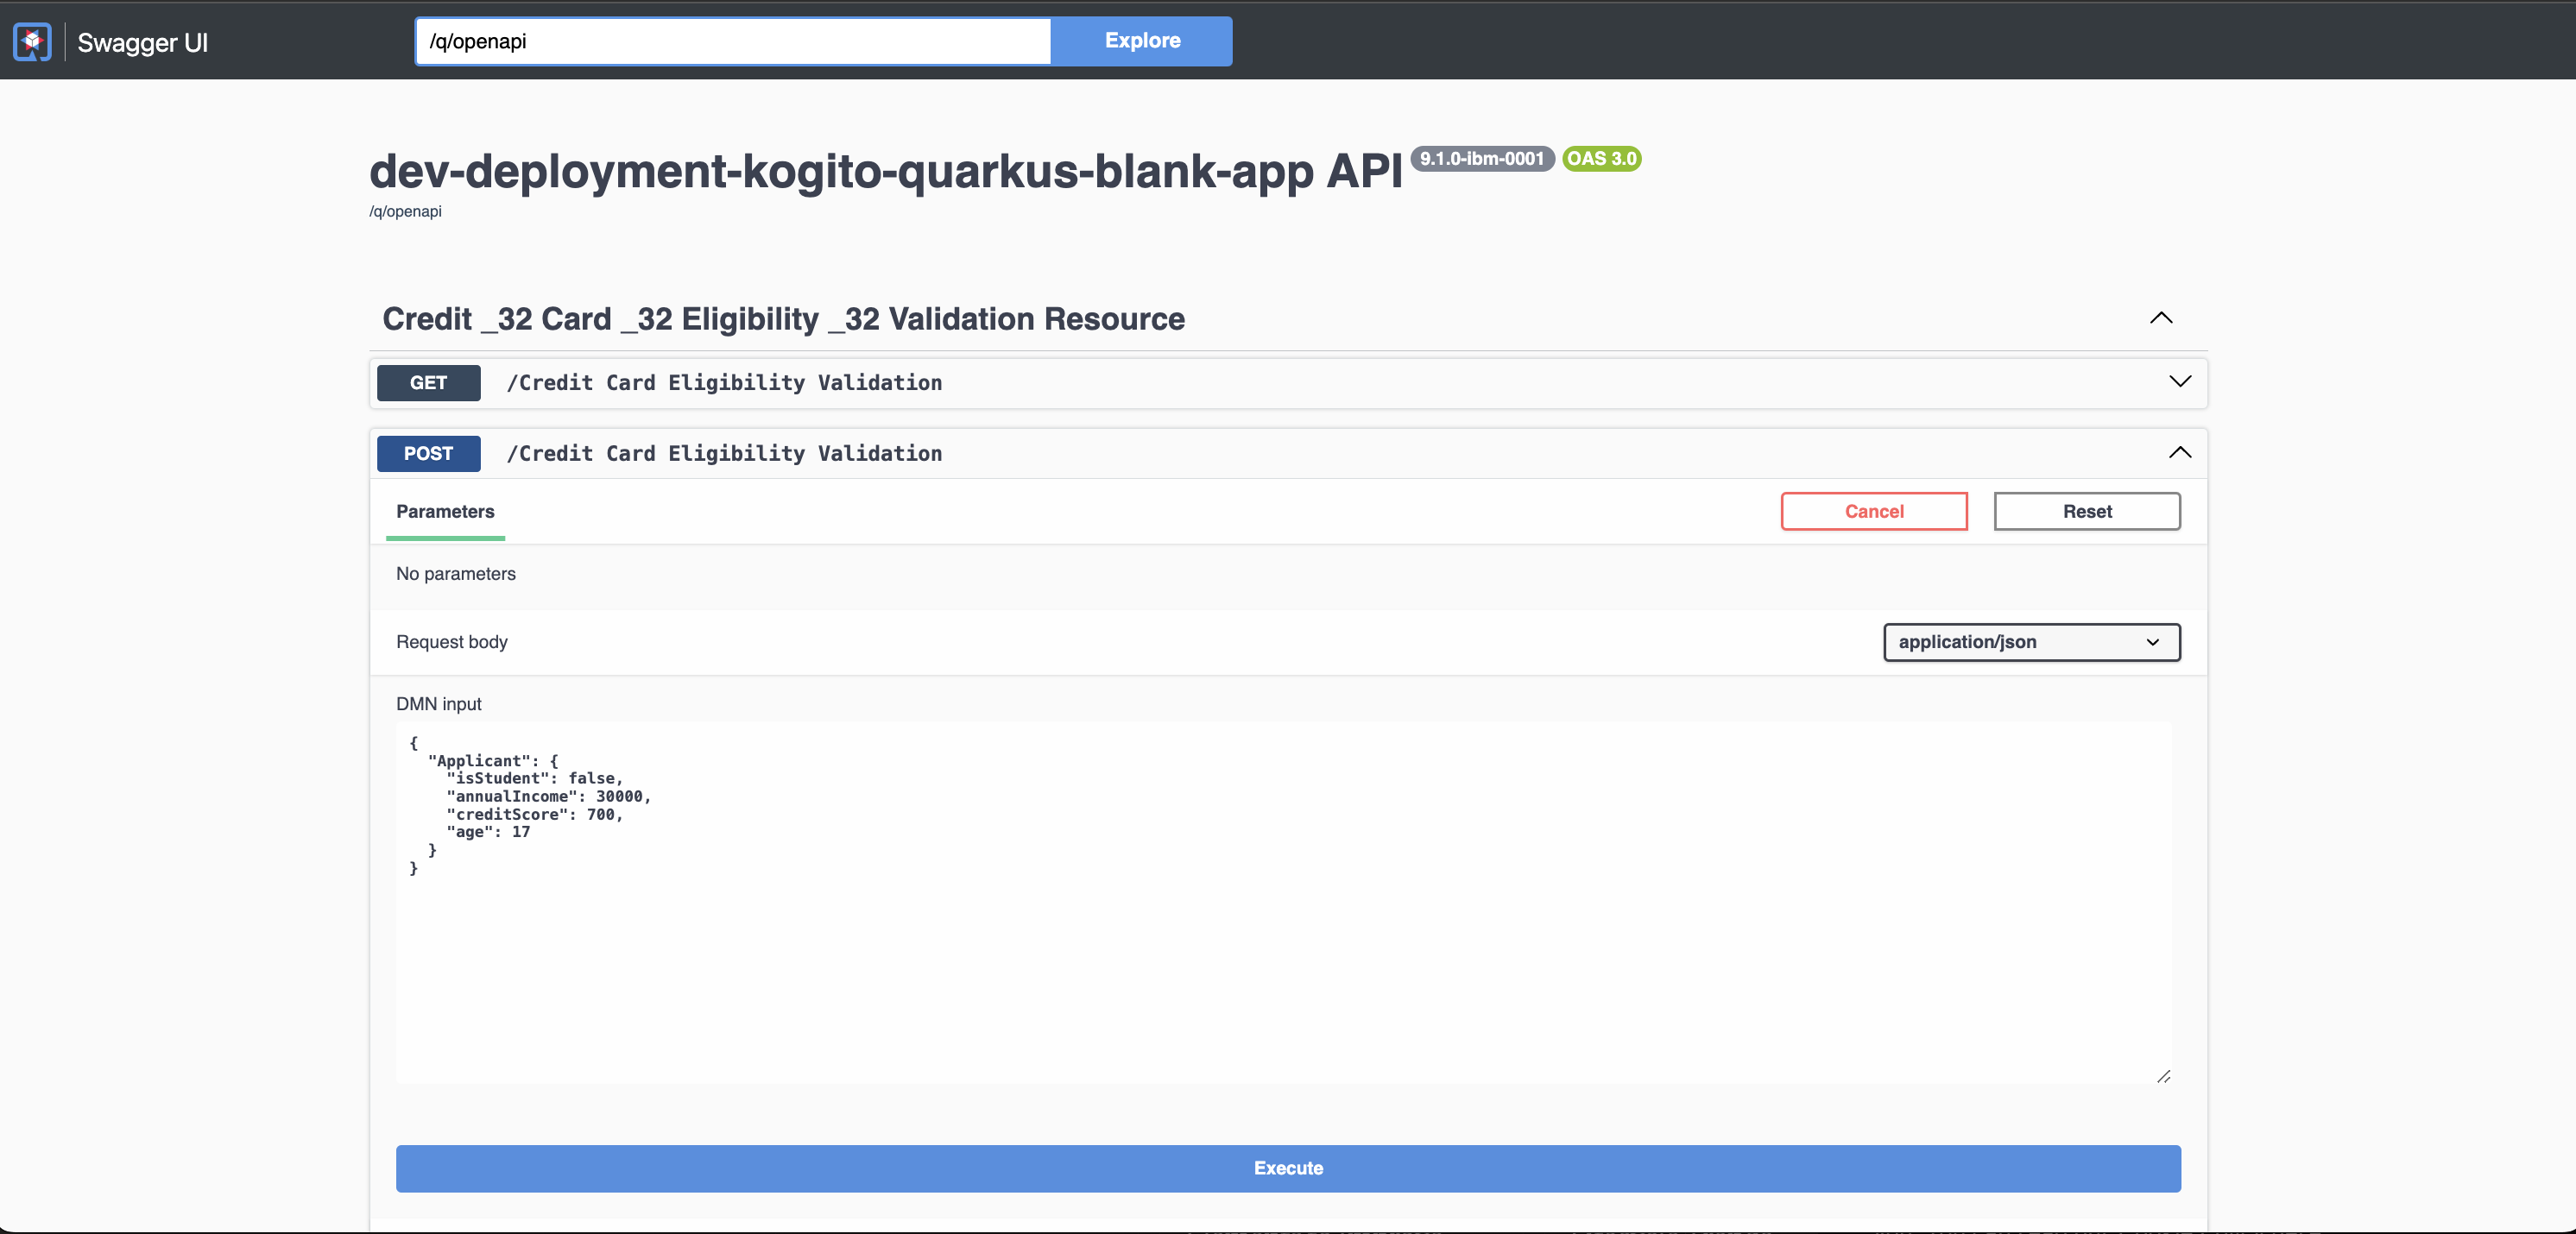 Swagger UI
/q/openapi
Explore
dev-deployment-kogito-quarkus-blank-app API 9.1.0-ibm-0001 OAS 3.0
/q/openapi
Credit _32 Card _32 Eligibility _32 Validation Resource
GET /Credit Card Eligibility Validation
POST /Credit Card Eligibility Validation
Parameters
Cancel
Reset
No parameters
Request body
application/json
DMN input
{
  "Applicant": {
    "isStudent": false,
    "annualIncome": 30000,
    "creditScore": 700,
    "age": 17
  }
}
Execute